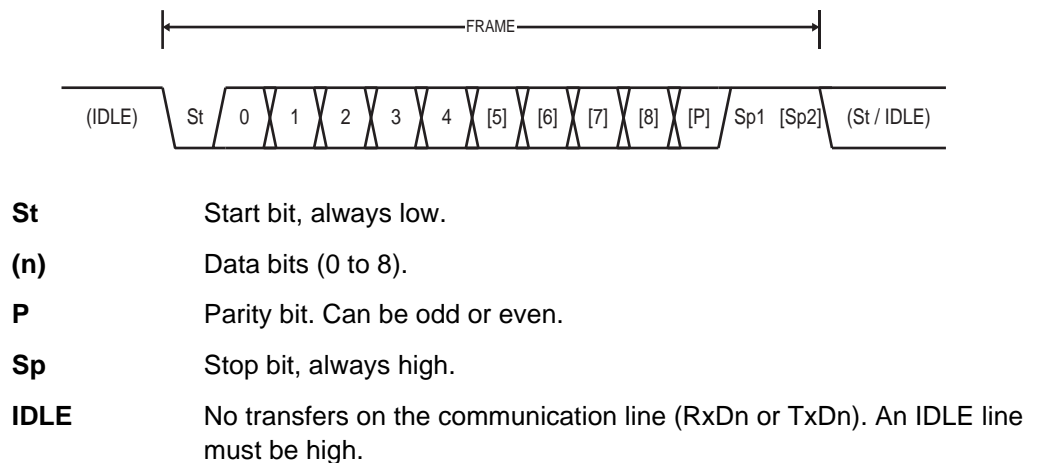 FRAME
(IDLE) St 0 1 2 3 4 [5] [6] [7] [8] [P] Sp1 [Sp2] (St / IDLE)
St Start bit, always low.
(n) Data bits (0 to 8).
P Parity bit. Can be odd or even.
Sp Stop bit, always high.
IDLE No transfers on the communication line (RxDn or TxDn). An IDLE line
must be high.